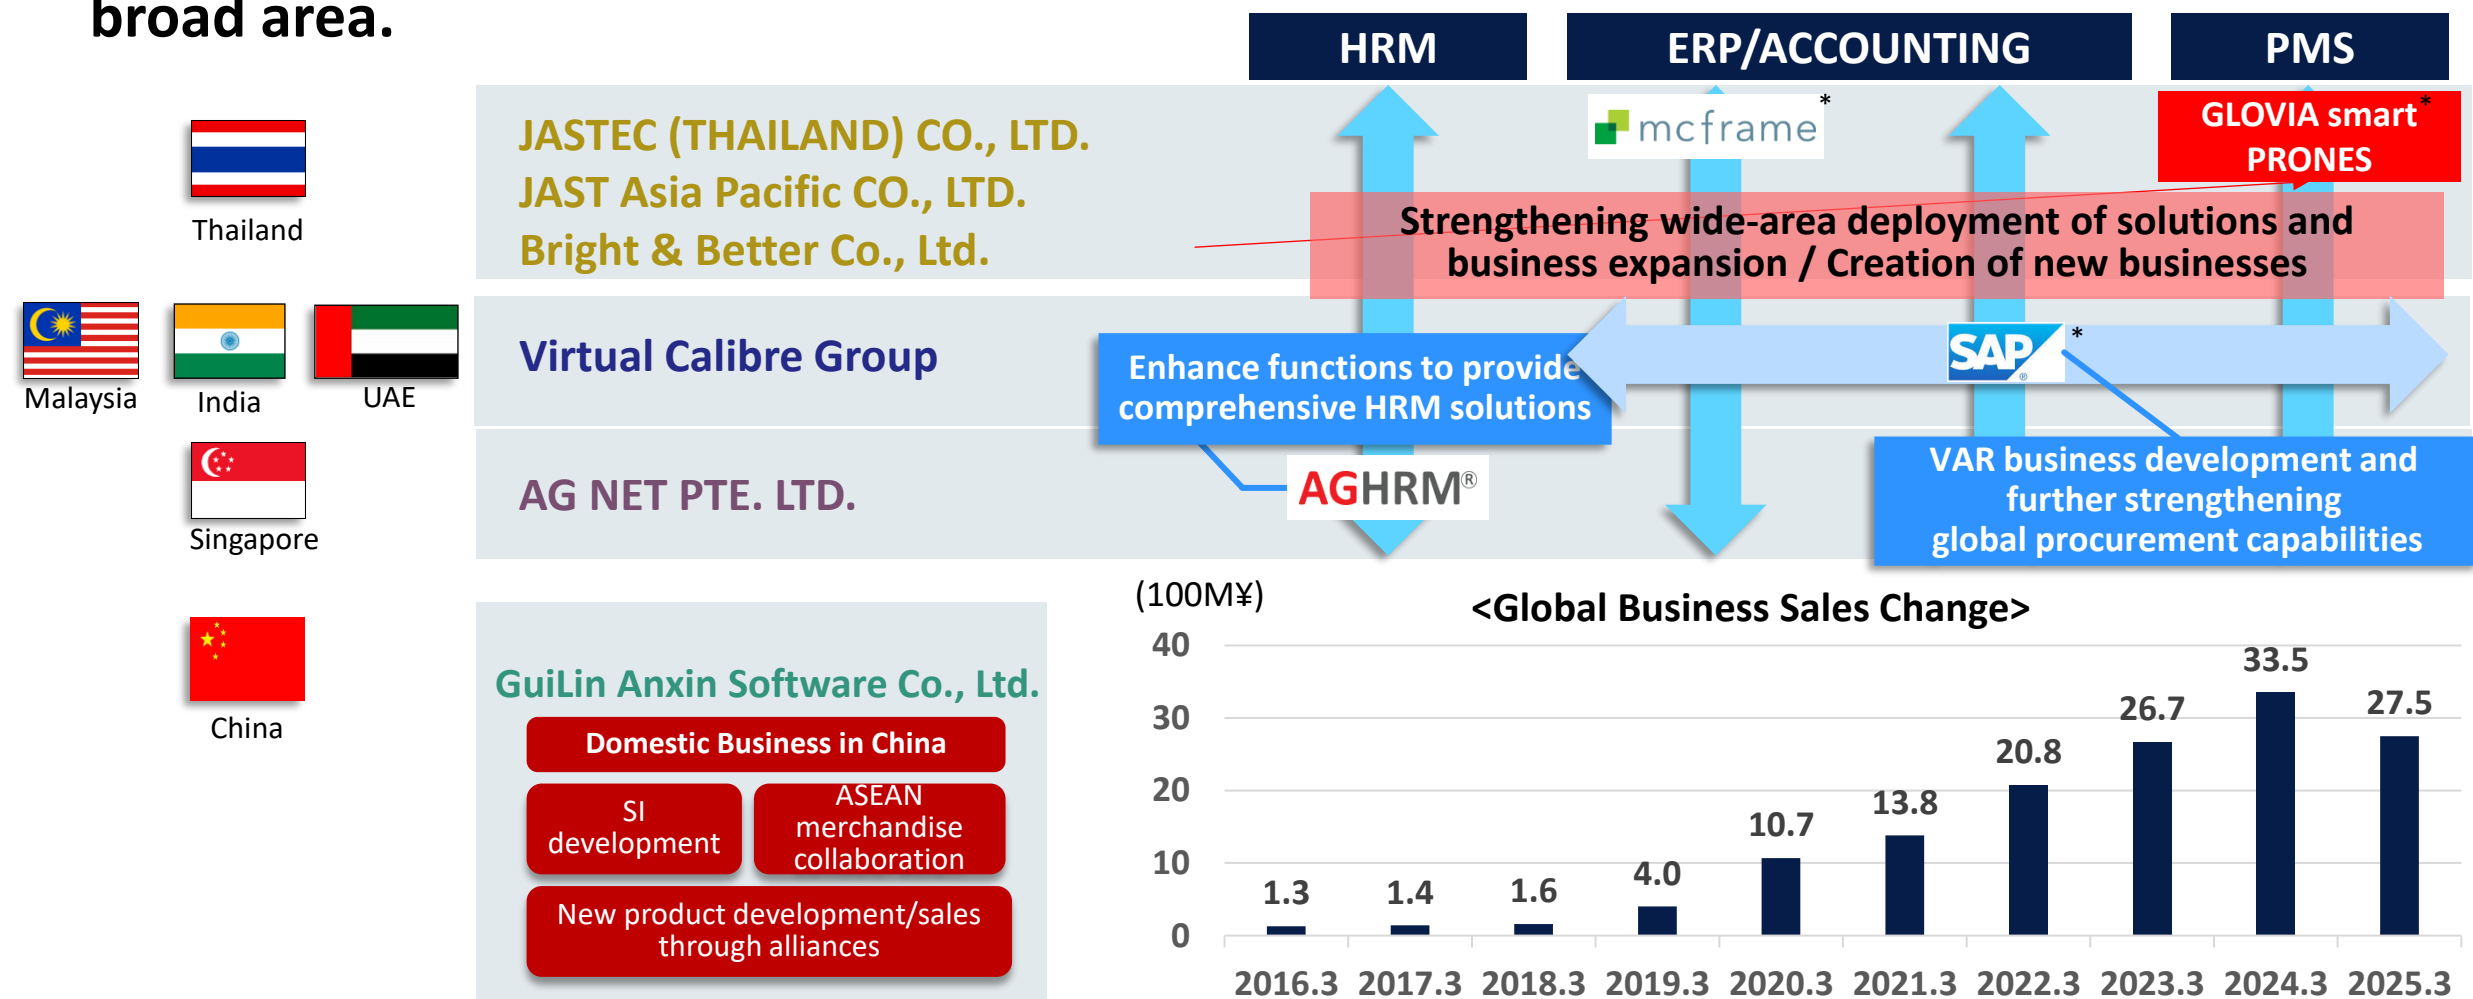 broad area.
HRM
ERP/ACCOUNTING
PMS
Thailand
JASTEC (THAILAND) CO., LTD.
JAST Asia Pacific CO., LTD.
Bright & Better Co., Ltd.
mcframe*
GLOVIA smart*
PRONES
Strengthening wide-area deployment of solutions and
business expansion / Creation of new businesses
Malaysia
India
UAE
Virtual Calibre Group
Enhance functions to provide
comprehensive HRM solutions
SAP® *
Singapore
AG NET PTE. LTD.
AGHRM®
VAR business development and
further strengthening
global procurement capabilities
China
GuiLin Anxin Software Co., Ltd.
Domestic Business in China
SI
development
ASEAN
merchandise
collaboration
New product development/sales
through alliances
(100M¥)
<Global Business Sales Change>
40
30
20
10
0
1.3
1.4
1.6
4.0
10.7
13.8
20.8
26.7
33.5
27.5
2016.3 2017.3 2018.3 2019.3 2020.3 2021.3 2022.3 2023.3 2024.3 2025.3